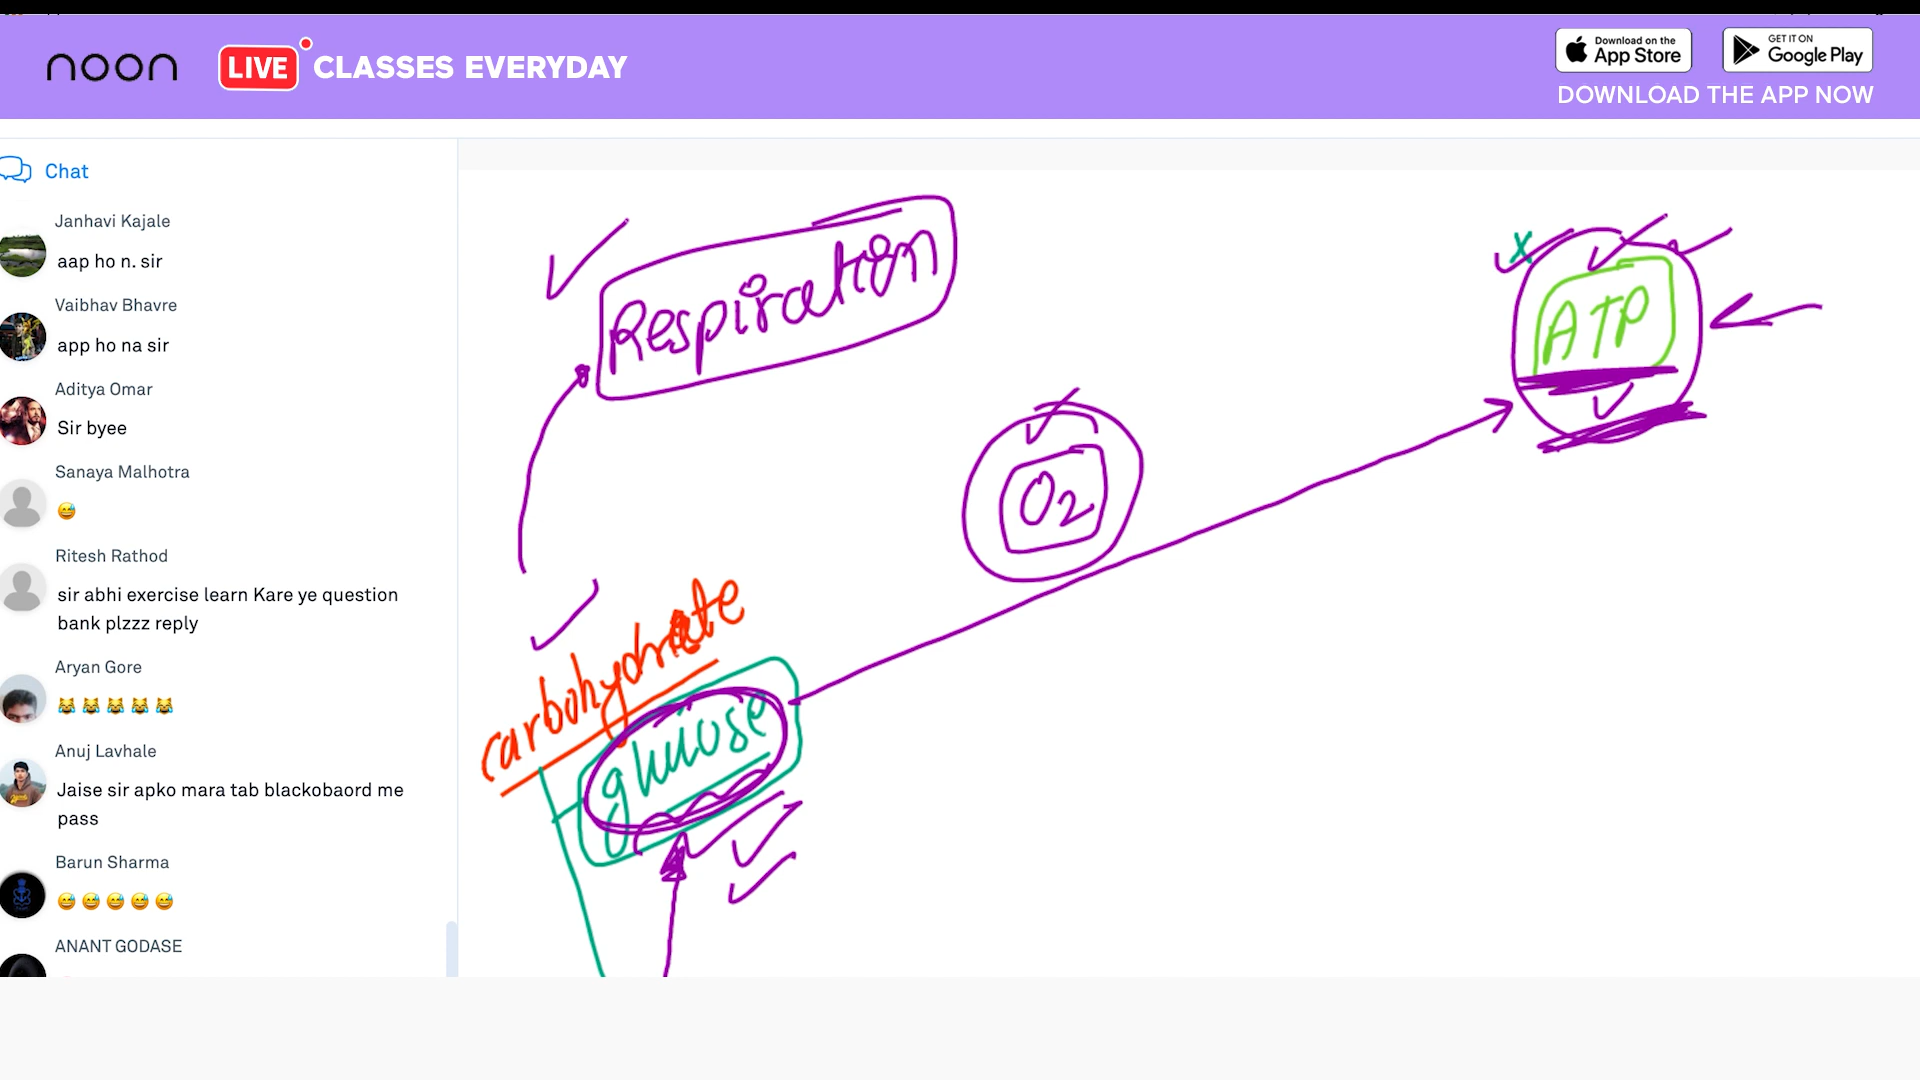 noon LIVE CLASSES EVERYDAY
Download on the App Store
GET IT ON Google Play
DOWNLOAD THE APP NOW
Chat
Janhavi Kajale
aap ho n. sir
Vaibhav Bhavre
app ho na sir
Aditya Omar
Sir byee
Sanaya Malhotra
Ritesh Rathod
sir abhi exercise learn Kare ye question
bank plzzz reply
Aryan Gore
Anuj Lavhale
Jaise sir apko mara tab blackobaord me
pass
Barun Sharma
ANANT GODASE
Respiration
x
ATP
O2
carbohydrate
glucose